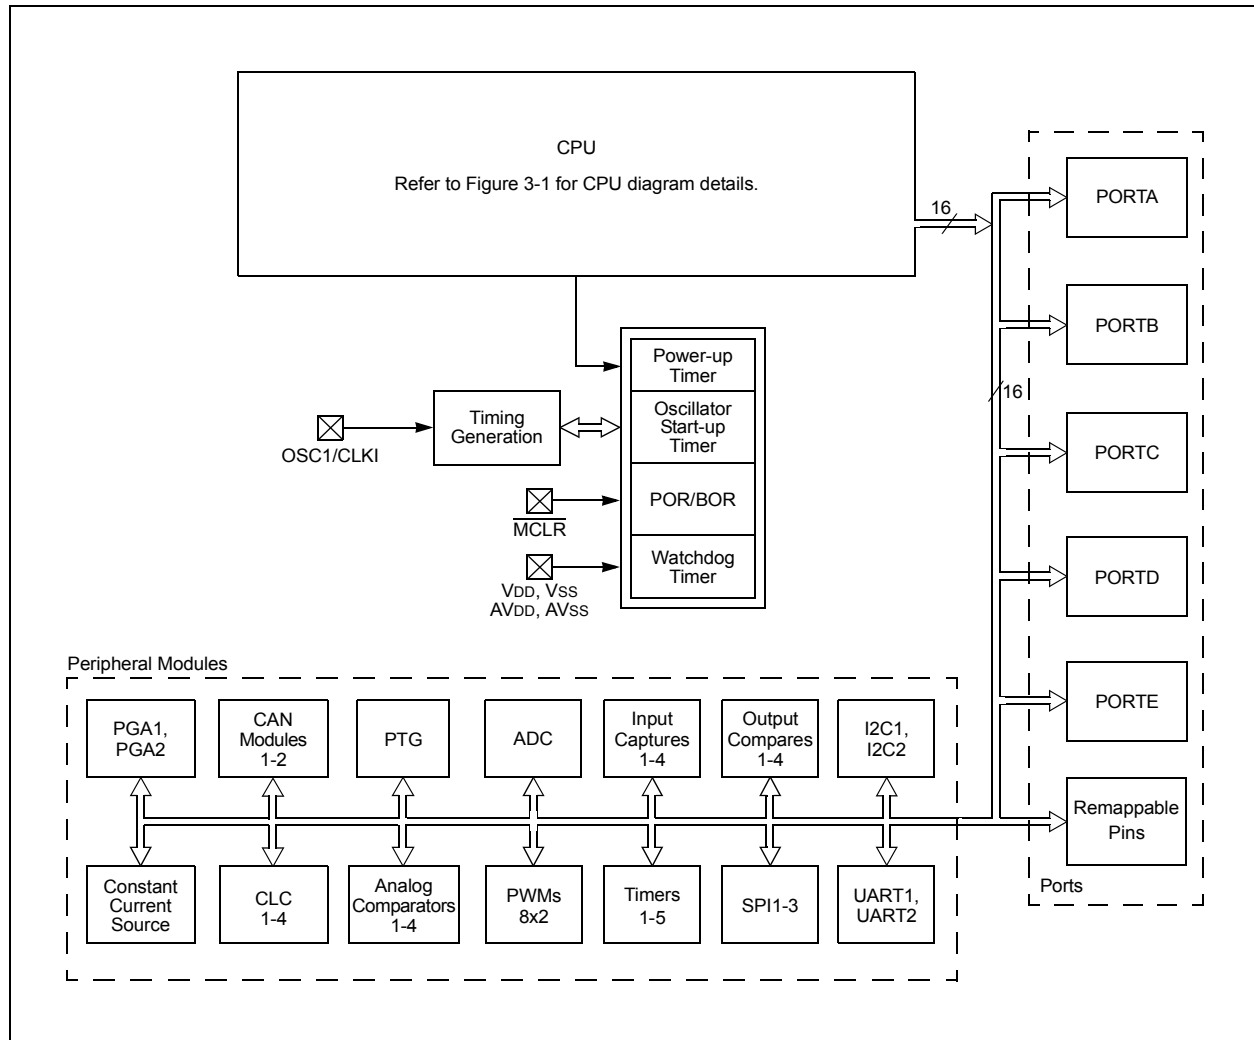 CPU
Refer to Figure 3-1 for CPU diagram details.
16
PORTA
PORTB
16
PORTC
PORTD
PORTE
Remappable
Pins
Ports
Power-up
Timer
Oscillator
Start-up
Timer
POR/BOR
Watchdog
Timer
Timing
Generation
OSC1/CLKI
MCLR
VDD, VSS
AVDD, AVSS
Peripheral Modules
PGA1,
PGA2
CAN
Modules
1-2
PTG
ADC
Input
Captures
1-4
Output
Compares
1-4
I2C1,
I2C2
Constant
Current
Source
CLC
1-4
Analog
Comparators
1-4
PWMs
8x2
Timers
1-5
SPI1-3
UART1,
UART2